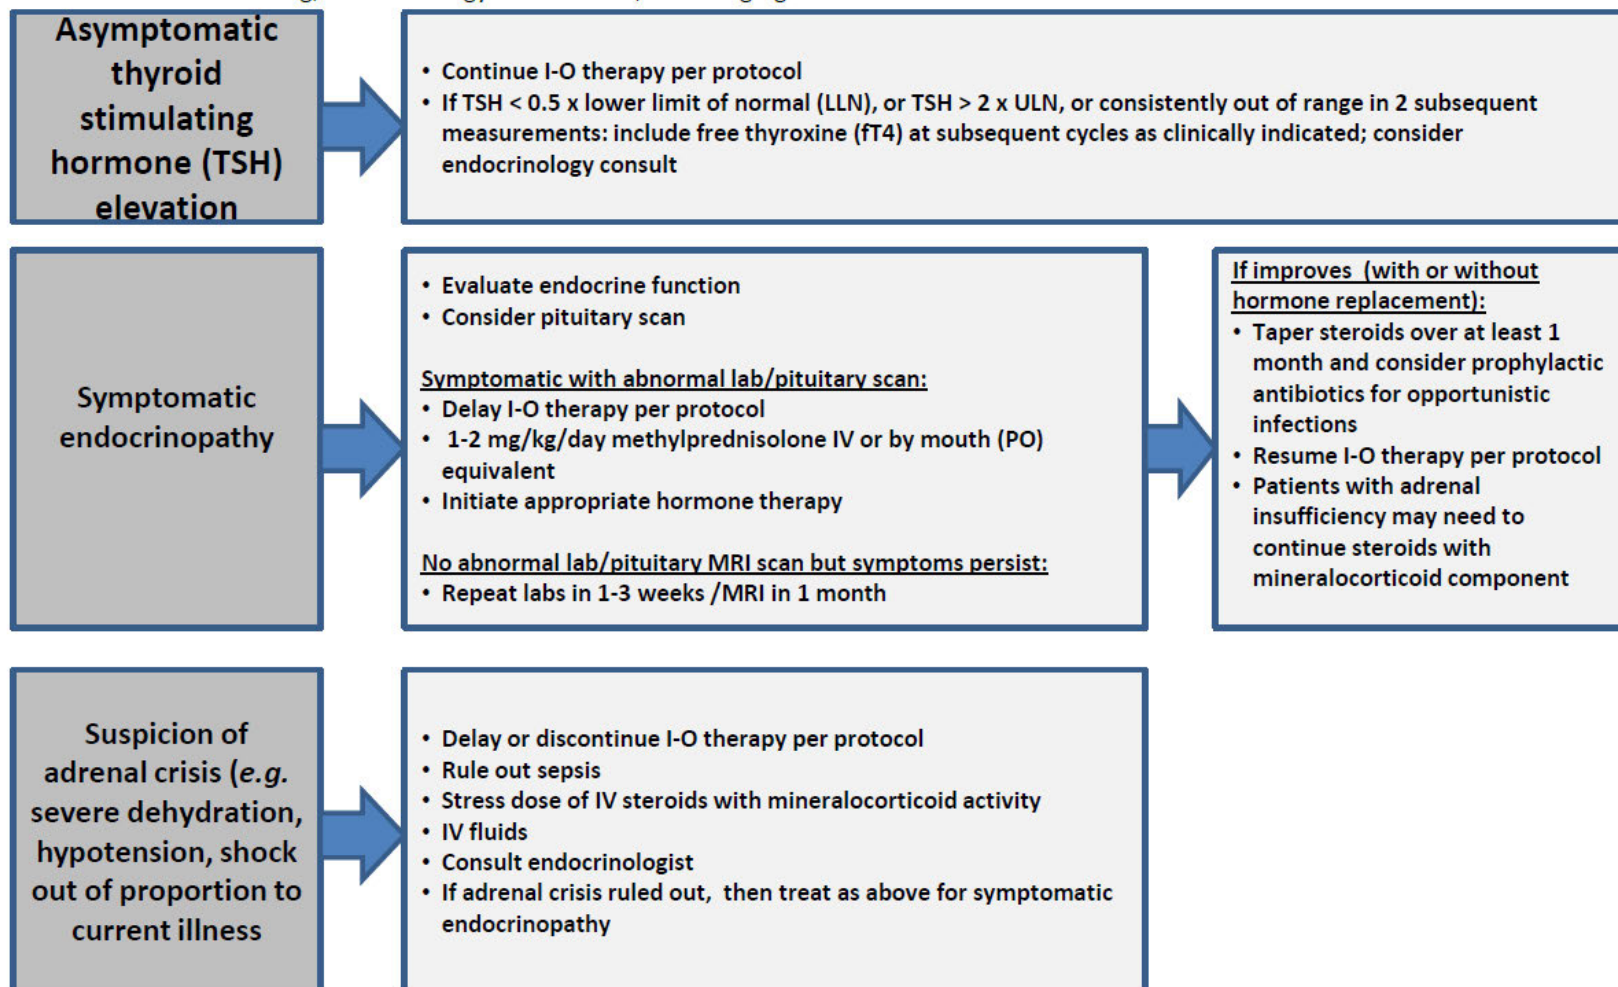 Asymptomatic
thyroid
stimulating
hormone (TSH)
elevation
• Continue I-O therapy per protocol
• If TSH < 0.5 x lower limit of normal (LLN), or TSH > 2 x ULN, or consistently out of range in 2 subsequent
measurements: include free thyroxine (fT4) at subsequent cycles as clinically indicated; consider
endocrinology consult
Symptomatic
endocrinopathy
• Evaluate endocrine function
• Consider pituitary scan
Symptomatic with abnormal lab/pituitary scan:
• Delay I-O therapy per protocol
• 1-2 mg/kg/day methylprednisolone IV or by mouth (PO)
equivalent
• Initiate appropriate hormone therapy
No abnormal lab/pituitary MRI scan but symptoms persist:
• Repeat labs in 1-3 weeks /MRI in 1 month
If improves (with or without
hormone replacement):
• Taper steroids over at least 1
month and consider prophylactic
antibiotics for opportunistic
infections
• Resume I-O therapy per protocol
• Patients with adrenal
insufficiency may need to
continue steroids with
mineralocorticoid component
Suspicion of
adrenal crisis (e.g.
severe dehydration,
hypotension, shock
out of proportion to
current illness
• Delay or discontinue I-O therapy per protocol
• Rule out sepsis
• Stress dose of IV steroids with mineralocorticoid activity
• IV fluids
• Consult endocrinologist
• If adrenal crisis ruled out, then treat as above for symptomatic
endocrinopathy